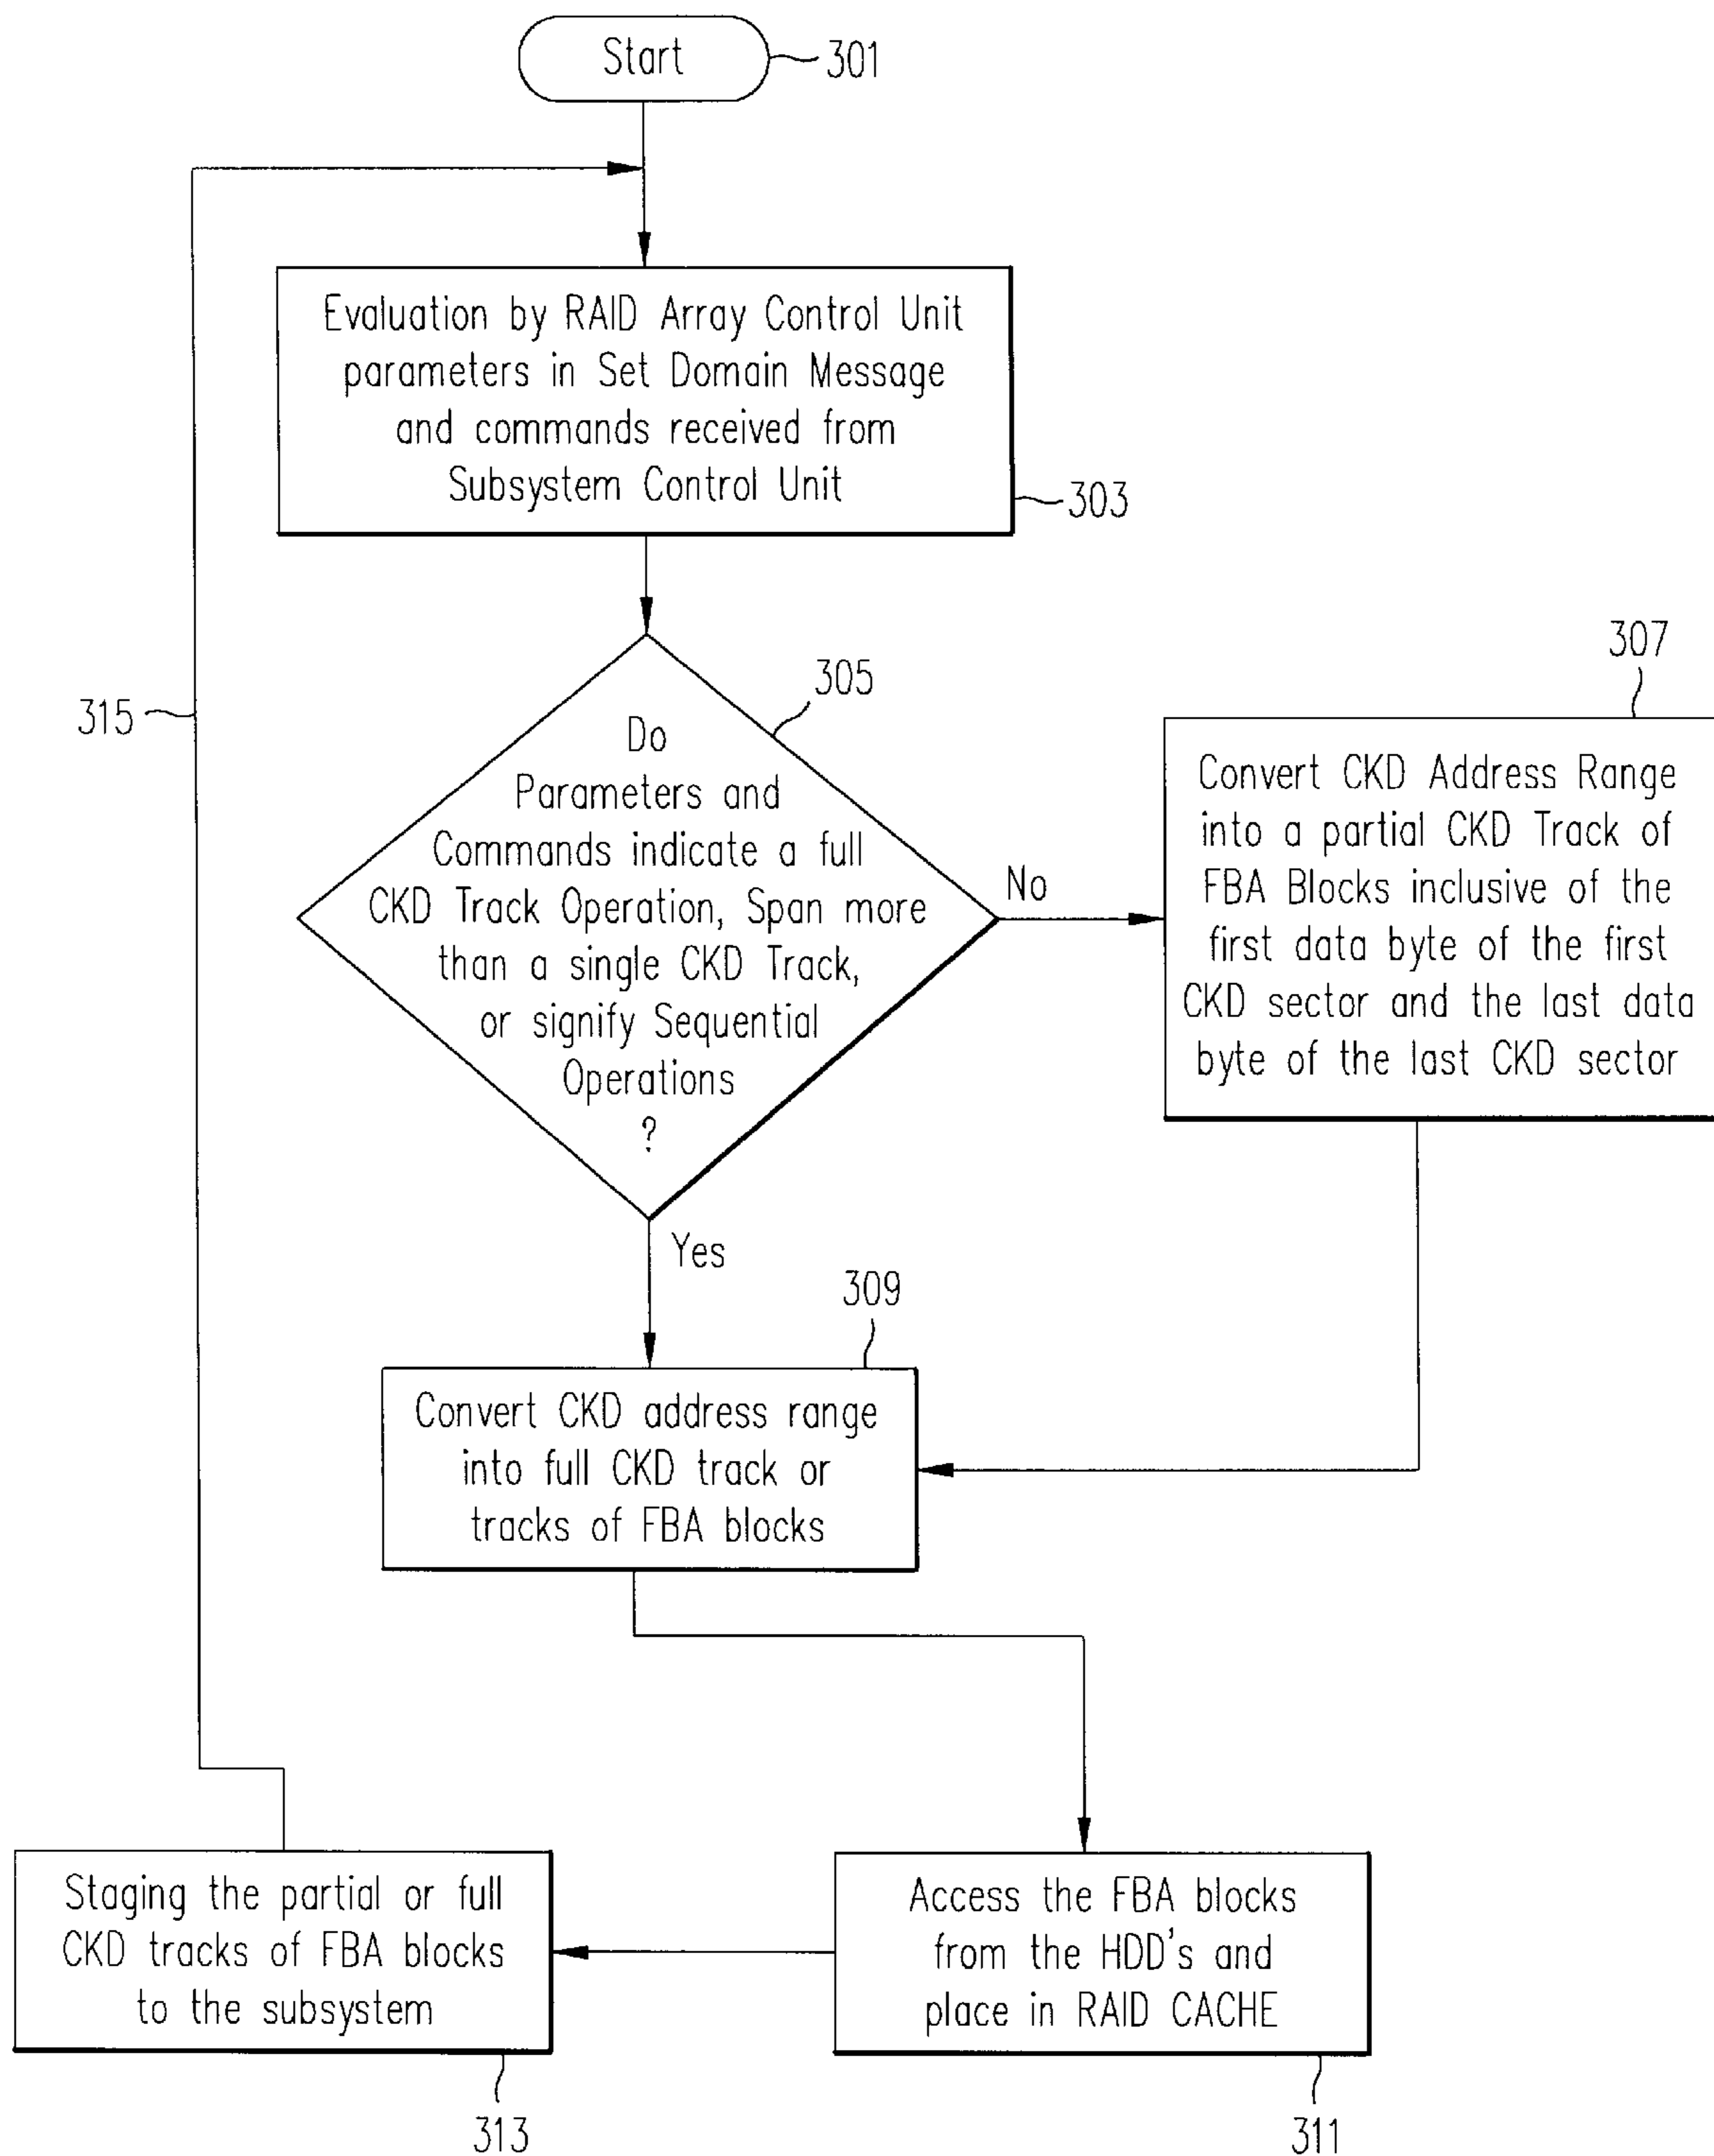 Start
301
Evaluation by RAID Array Control Unit
parameters in Set Domain Message
and commands received from
Subsystem Control Unit
303
305
Do
Parameters and
Commands indicate a full
CKD Track Operation, Span more
than a single CKD Track,
or signify Sequential
Operations
?
No
Yes
307
Convert CKD Address Range
into a partial CKD Track of
FBA Blocks inclusive of the
first data byte of the first
CKD sector and the last data
byte of the last CKD sector
315
309
Convert CKD address range
into full CKD track or
tracks of FBA blocks
Access the FBA blocks
from the HDD's and
place in RAID CACHE
311
Staging the partial or full
CKD tracks of FBA blocks
to the subsystem
313